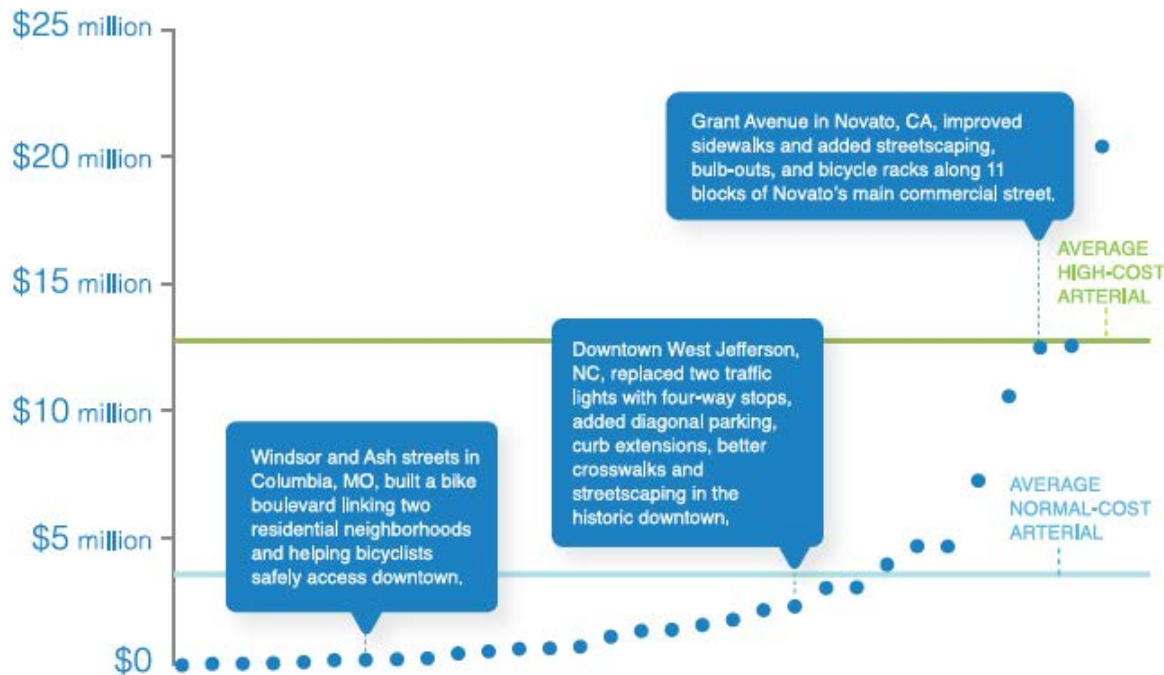 $25 million
$20 million
$15 million
$10 million
$5 million
$0
Grant Avenue in Novato, CA, improved
sidewalks and added streetscaping,
bulb-outs, and bicycle racks along 11
blocks of Novato's main commercial street.
AVERAGE
HIGH-COST
ARTERIAL
Downtown West Jefferson,
NC, replaced two traffic
lights with four-way stops,
added diagonal parking,
curb extensions, better
crosswalks and
streetscaping in the
historic downtown.
Windsor and Ash streets in
Columbia, MO, built a bike
boulevard linking two
residential neighborhoods
and helping bicyclists
safely access downtown.
AVERAGE
NORMAL-COST
ARTERIAL